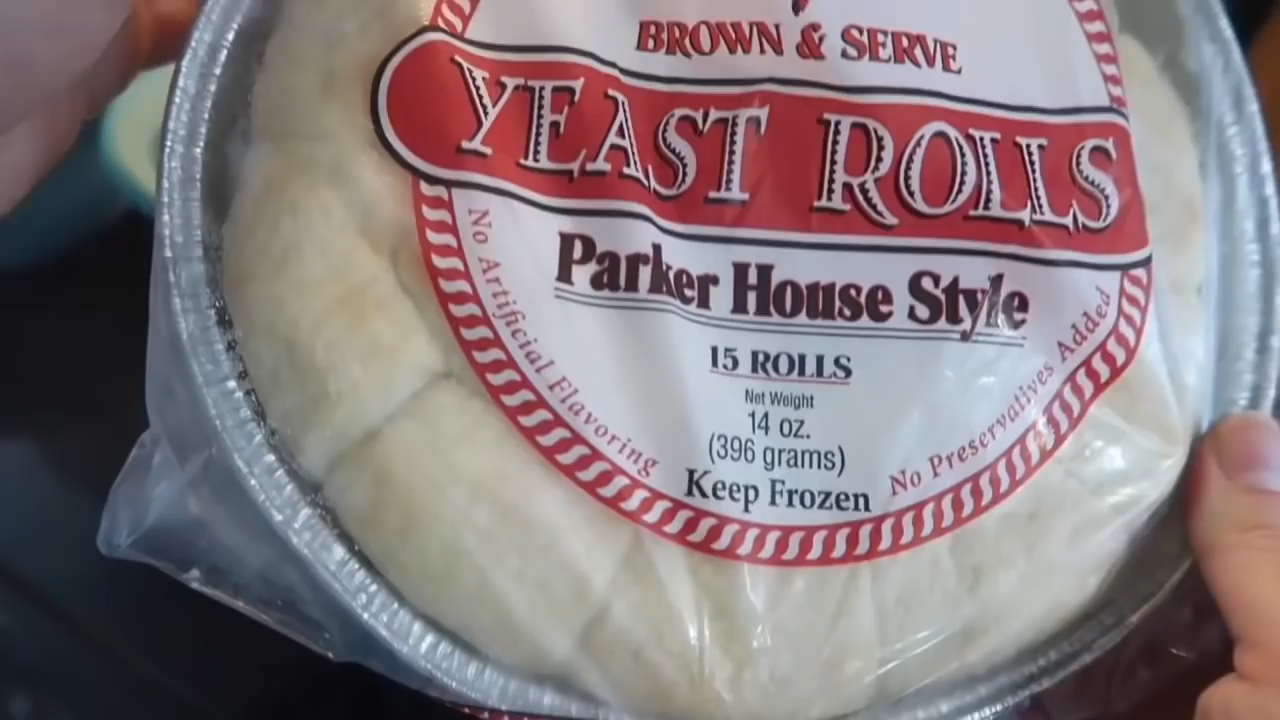 BROWN & SERVE
YEAST ROLLS
Parker House Style
15 ROLLS
Net Weight
14 oz.
(396 grams)
Keep Frozen
No Artificial Flavoring
No Preservatives Added